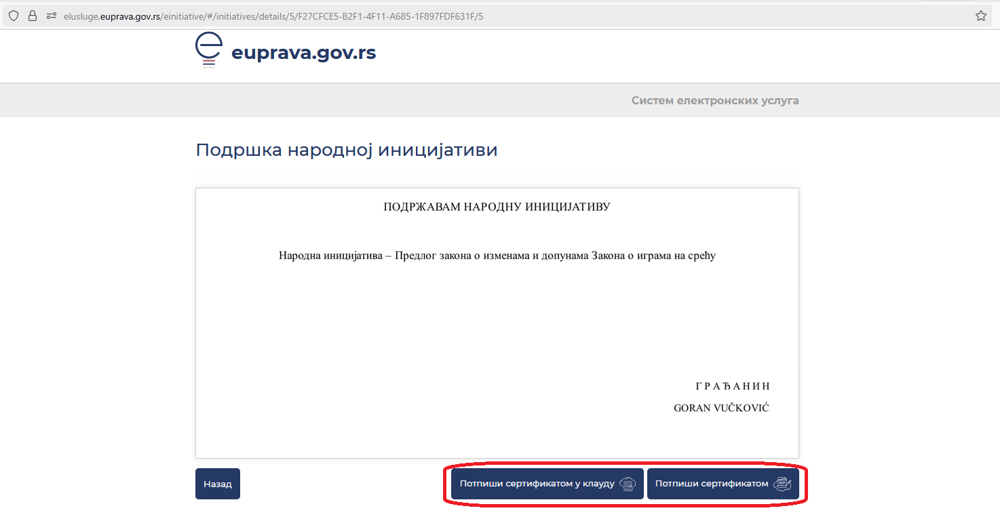 elusluge.euprava.gov.rs/einitiative/#/initiatives/details/5/F27CFCE5-B2F1-4F11-A685-1F897FDF631F/5
euprava.gov.rs
Систем електронских услуга
Подршка народној иницијативи
ПОДРЖАВАМ НАРОДНУ ИНИЦИЈАТИВУ
Народна иницијатива – Предлог закона о изменама и допунама Закона о играма на срећу
Г Р А Ђ А Н И Н
GORAN VUČKOVIĆ
Назад
Потпиши сертификатом у клауду
Потпиши сертификатом